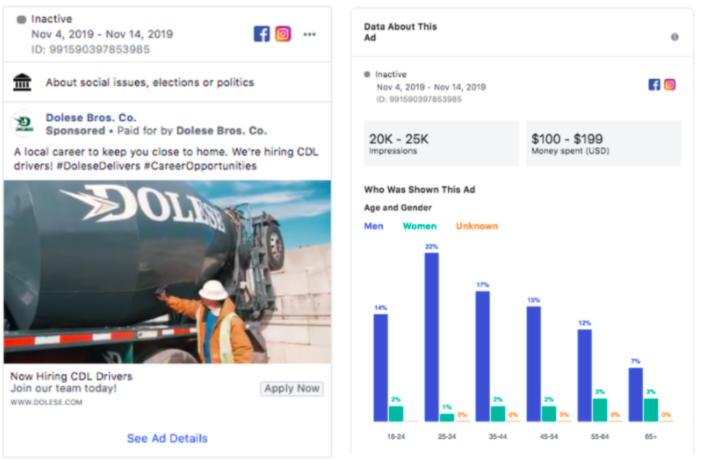 Inactive
Nov 4, 2019 - Nov 14, 2019
ID: 991590397853985
About social issues, elections or politics
Dolese Bros. Co.
Sponsored • Paid for by Dolese Bros. Co.
A local career to keep you close to home. We're hiring CDL
drivers! #DoleseDelivers #CareerOpportunities
DOLESE
Now Hiring CDL Drivers
Join our team today!
Apply Now
WWW.DOLESE.COM
See Ad Details
Data About This
Ad
Inactive
Nov 4, 2019 - Nov 14, 2019
ID: 991590397853985
20K - 25K
Impressions
$100 - $199
Money spent (USD)
Who Was Shown This Ad
Age and Gender
Men Women Unknown
14% 2%
22% 1% 0%
17% 2% 0%
15% 2% 0%
12% 3% 0%
7% 3% 0%
18-24 25-34 35-44 45-54 55-64 65+